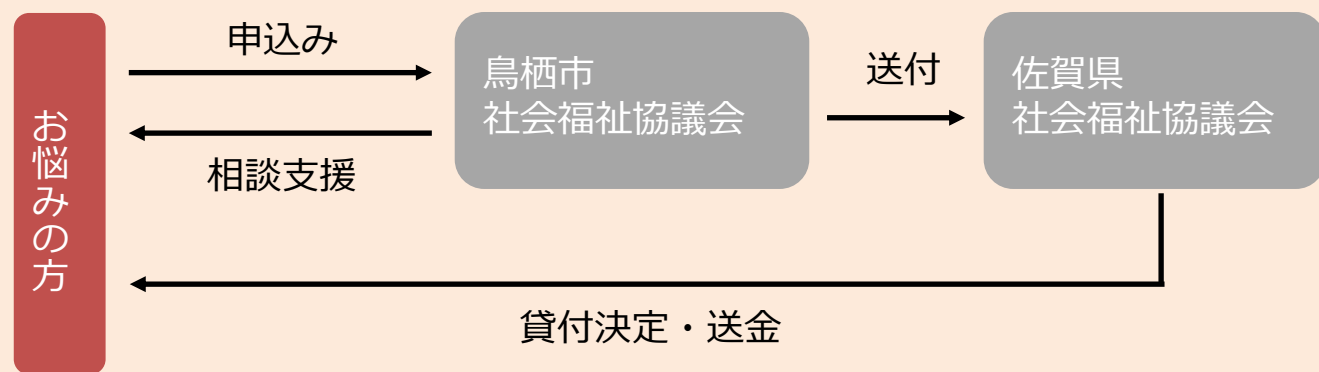 お悩みの方
申込み
相談支援
鳥栖市
社会福祉協議会
送付
佐賀県
社会福祉協議会
貸付決定・送金